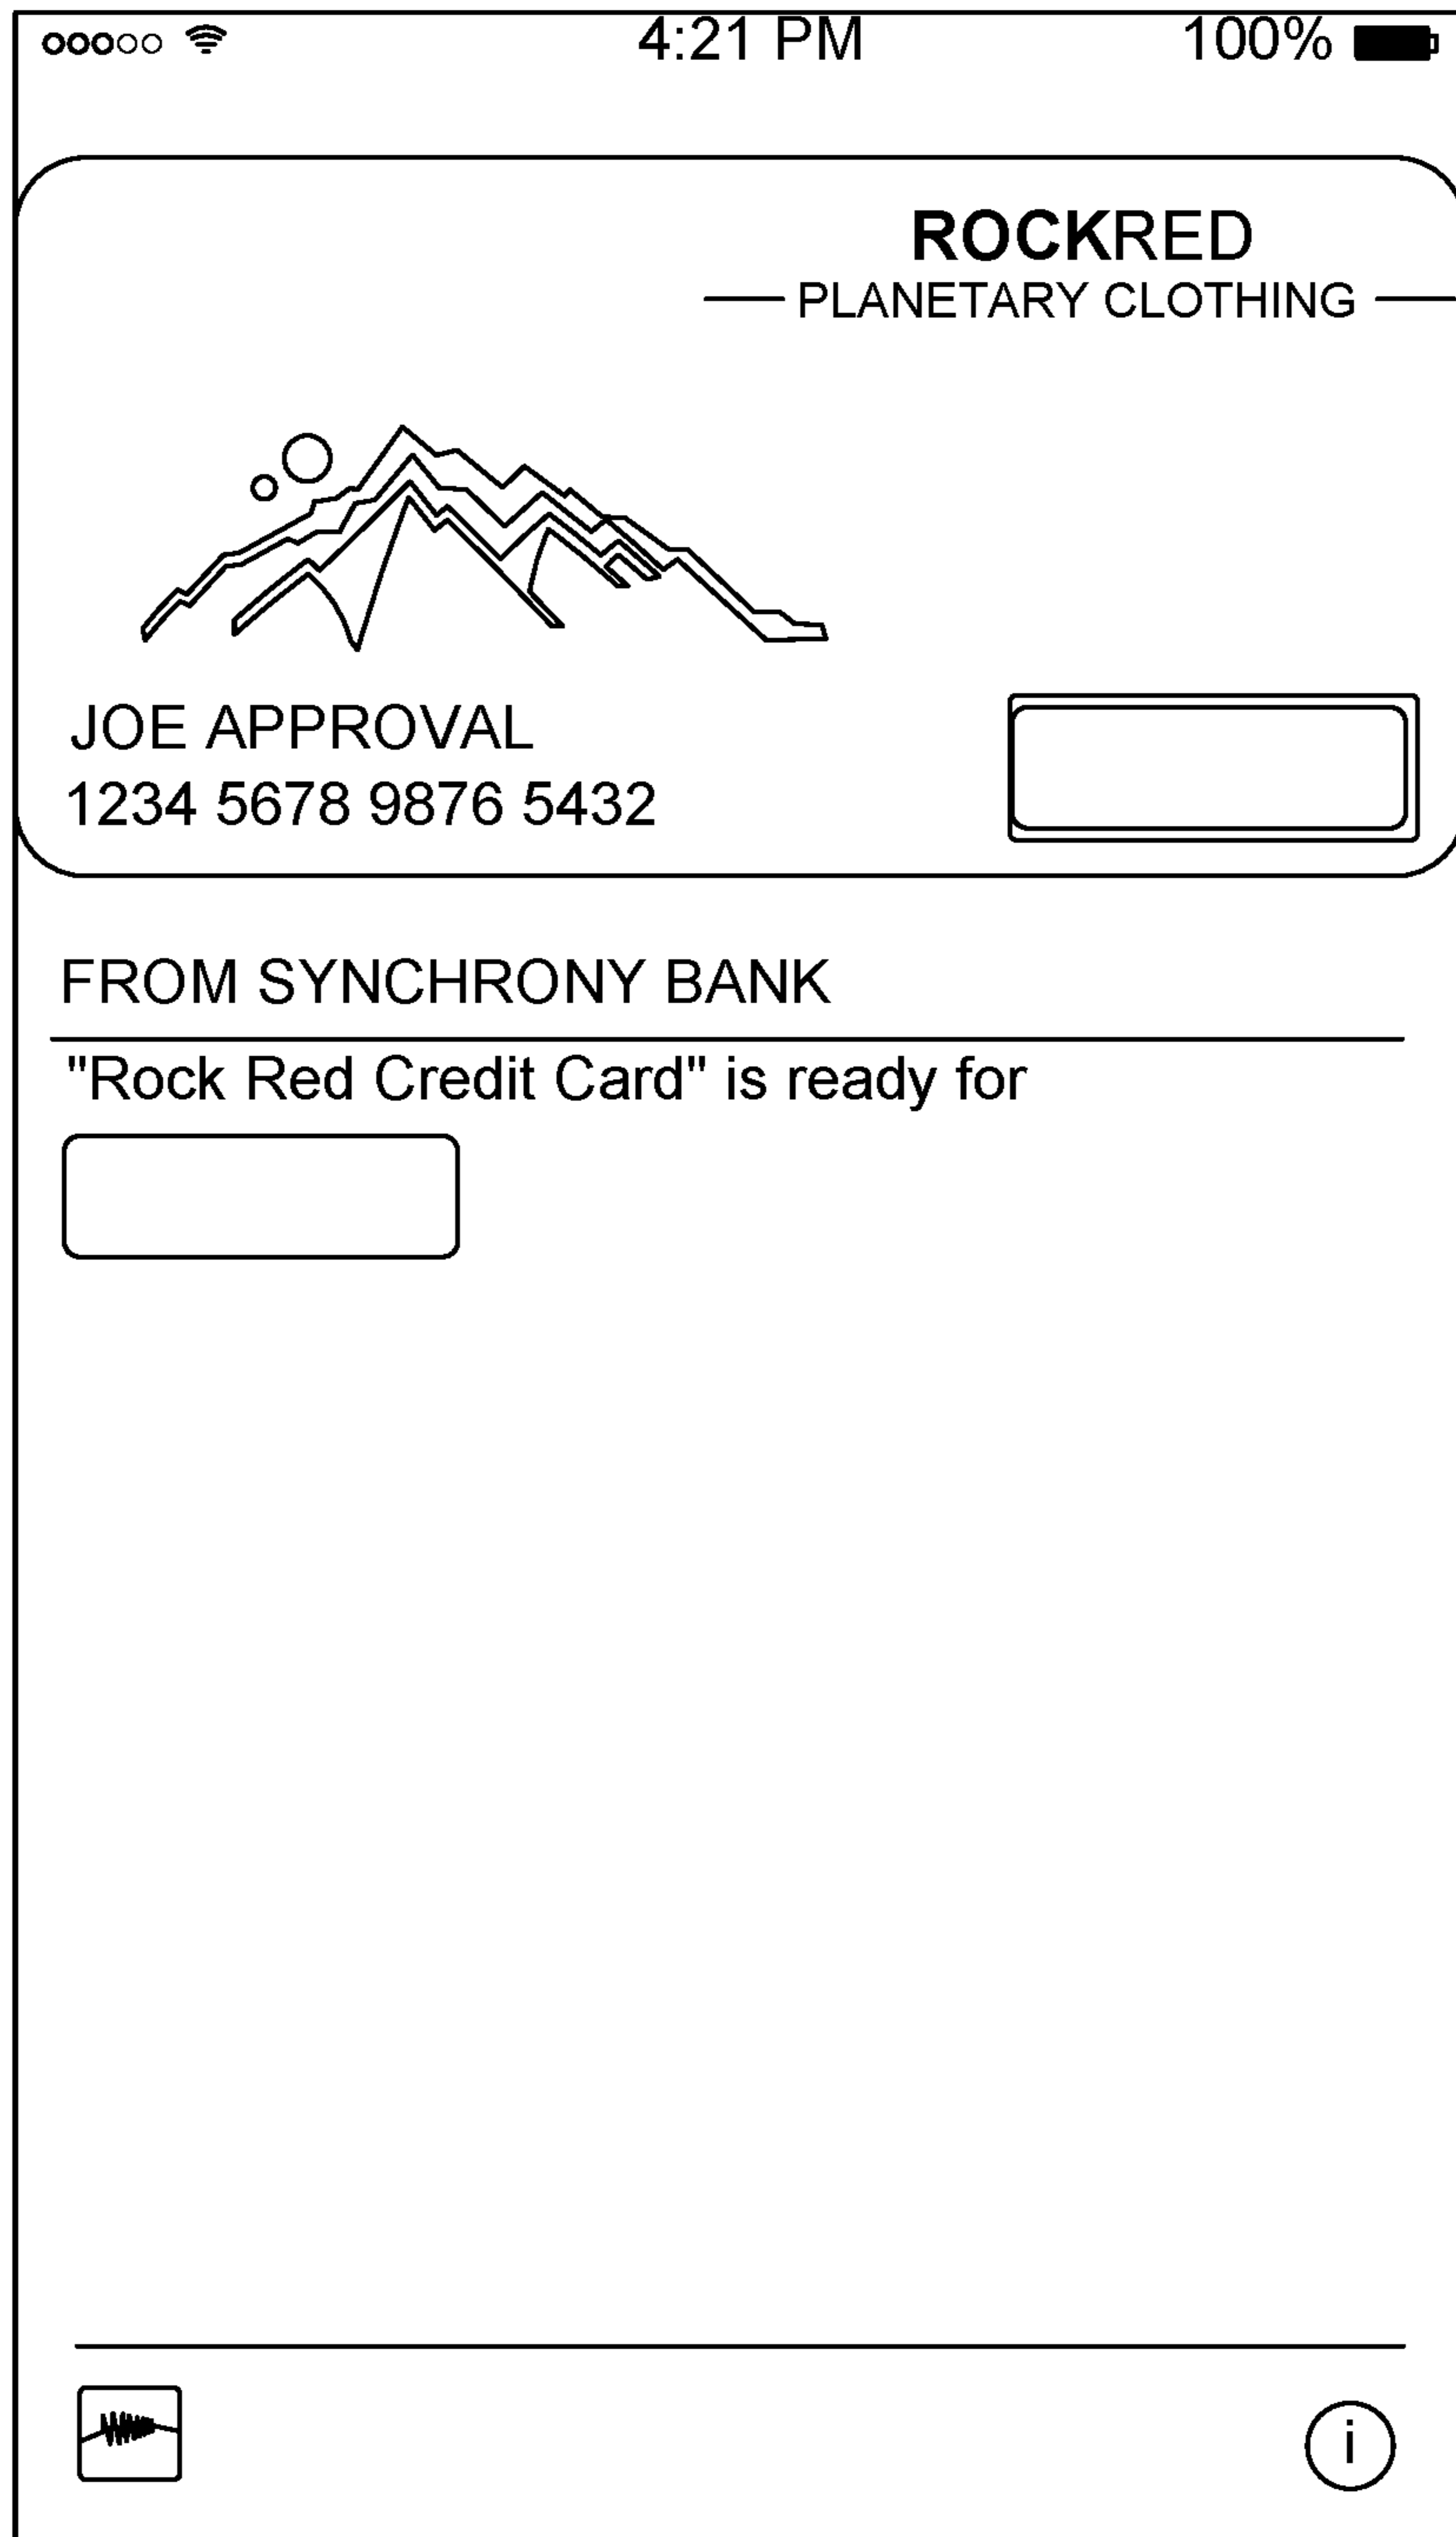 4:21 PM 100%
ROCKRED
PLANETARY CLOTHING
JOE APPROVAL
1234 5678 9876 5432
FROM SYNCHRONY BANK
"Rock Red Credit Card" is ready for
i